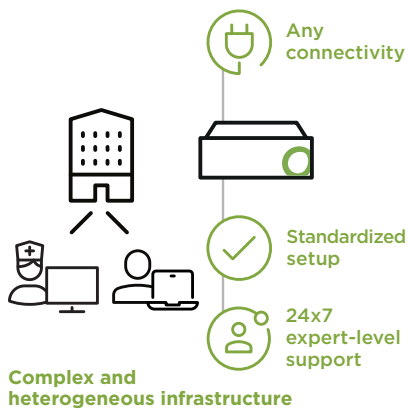 Any
connectivity
Standardized
setup
24x7
expert-level
support
Complex and
heterogeneous infrastructure